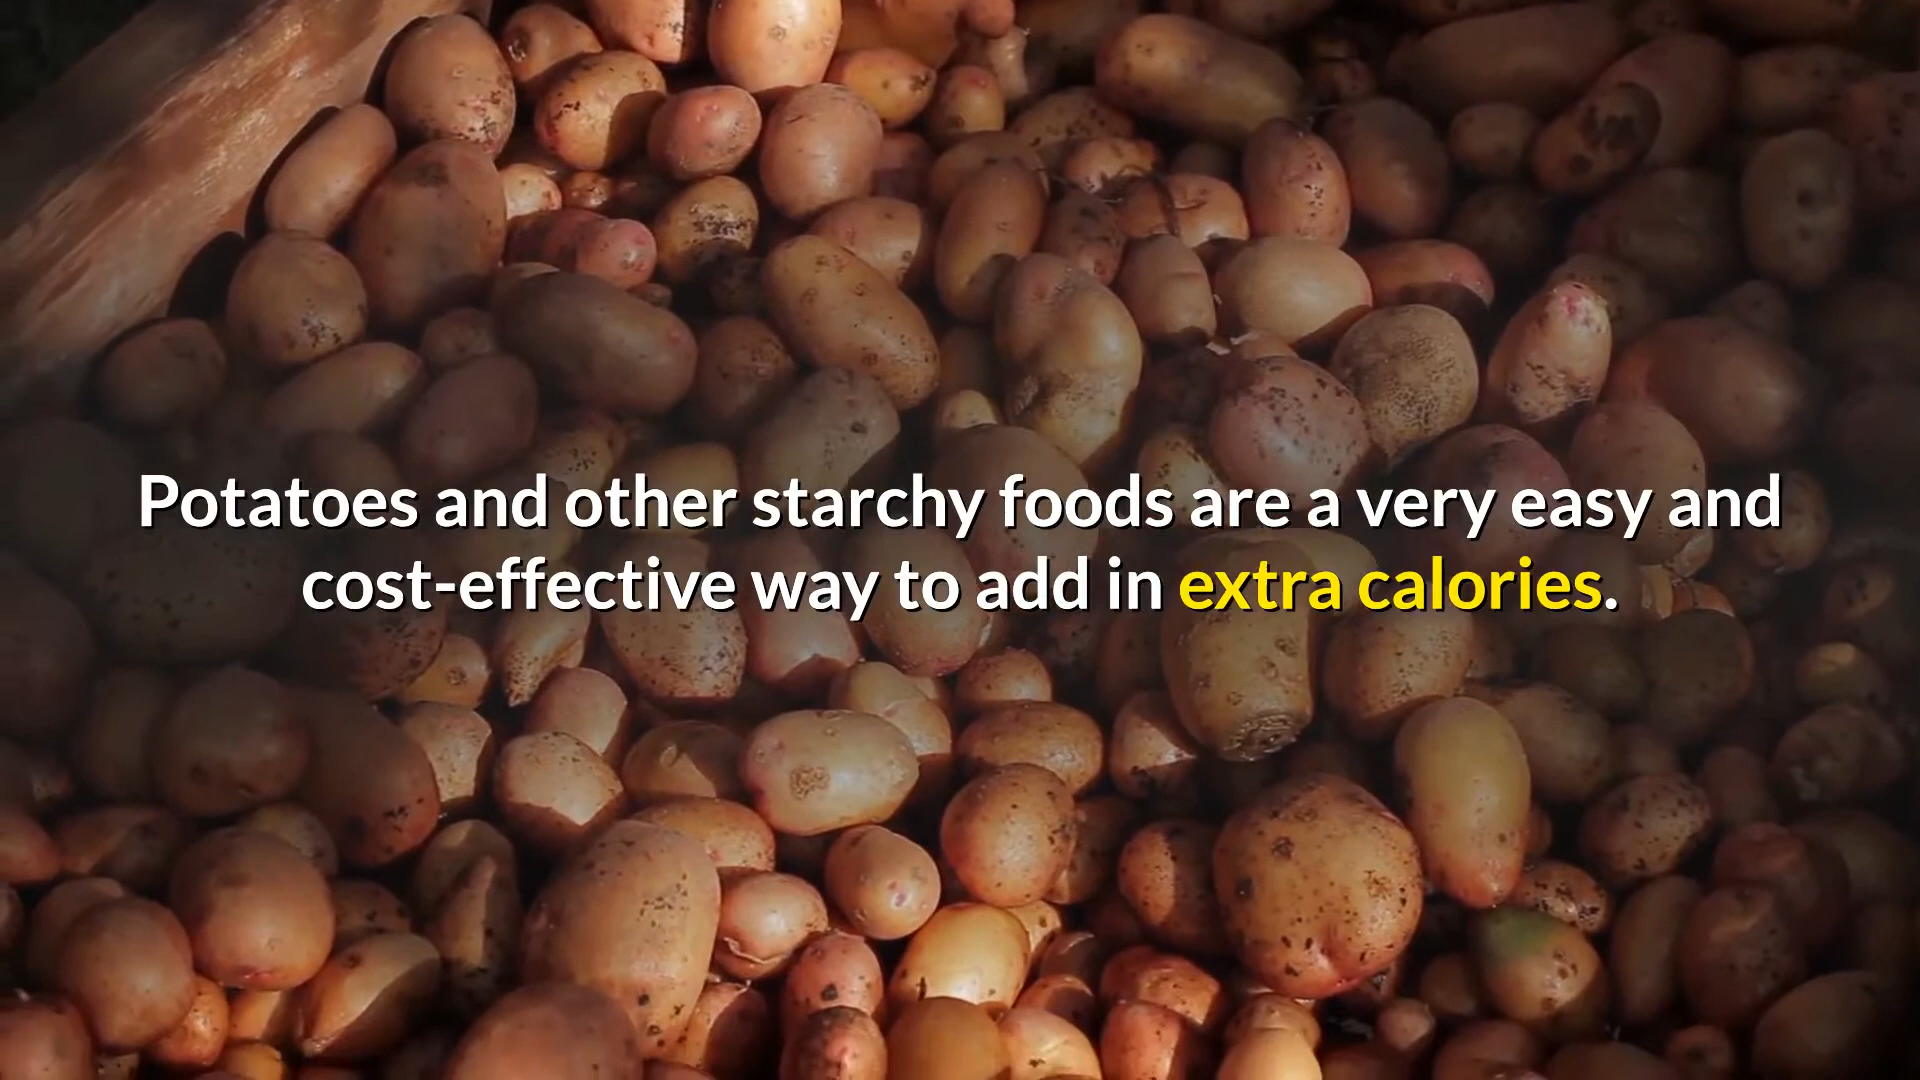 Potatoes and other starchy foods are a very easy and
cost-effective way to add in extra calories.